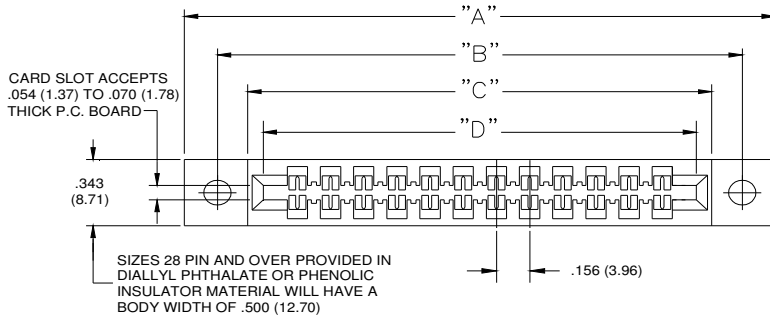 "A"
"B"
CARD SLOT ACCEPTS
.054 (1.37) TO .070 (1.78)
THICK P.C. BOARD
"C"
"D"
.343
(8.71)
.156 (3.96)
SIZES 28 PIN AND OVER PROVIDED IN
DIALLYL PHTHALATE OR PHENOLIC
INSULATOR MATERIAL WILL HAVE A
BODY WIDTH OF .500 (12.70)